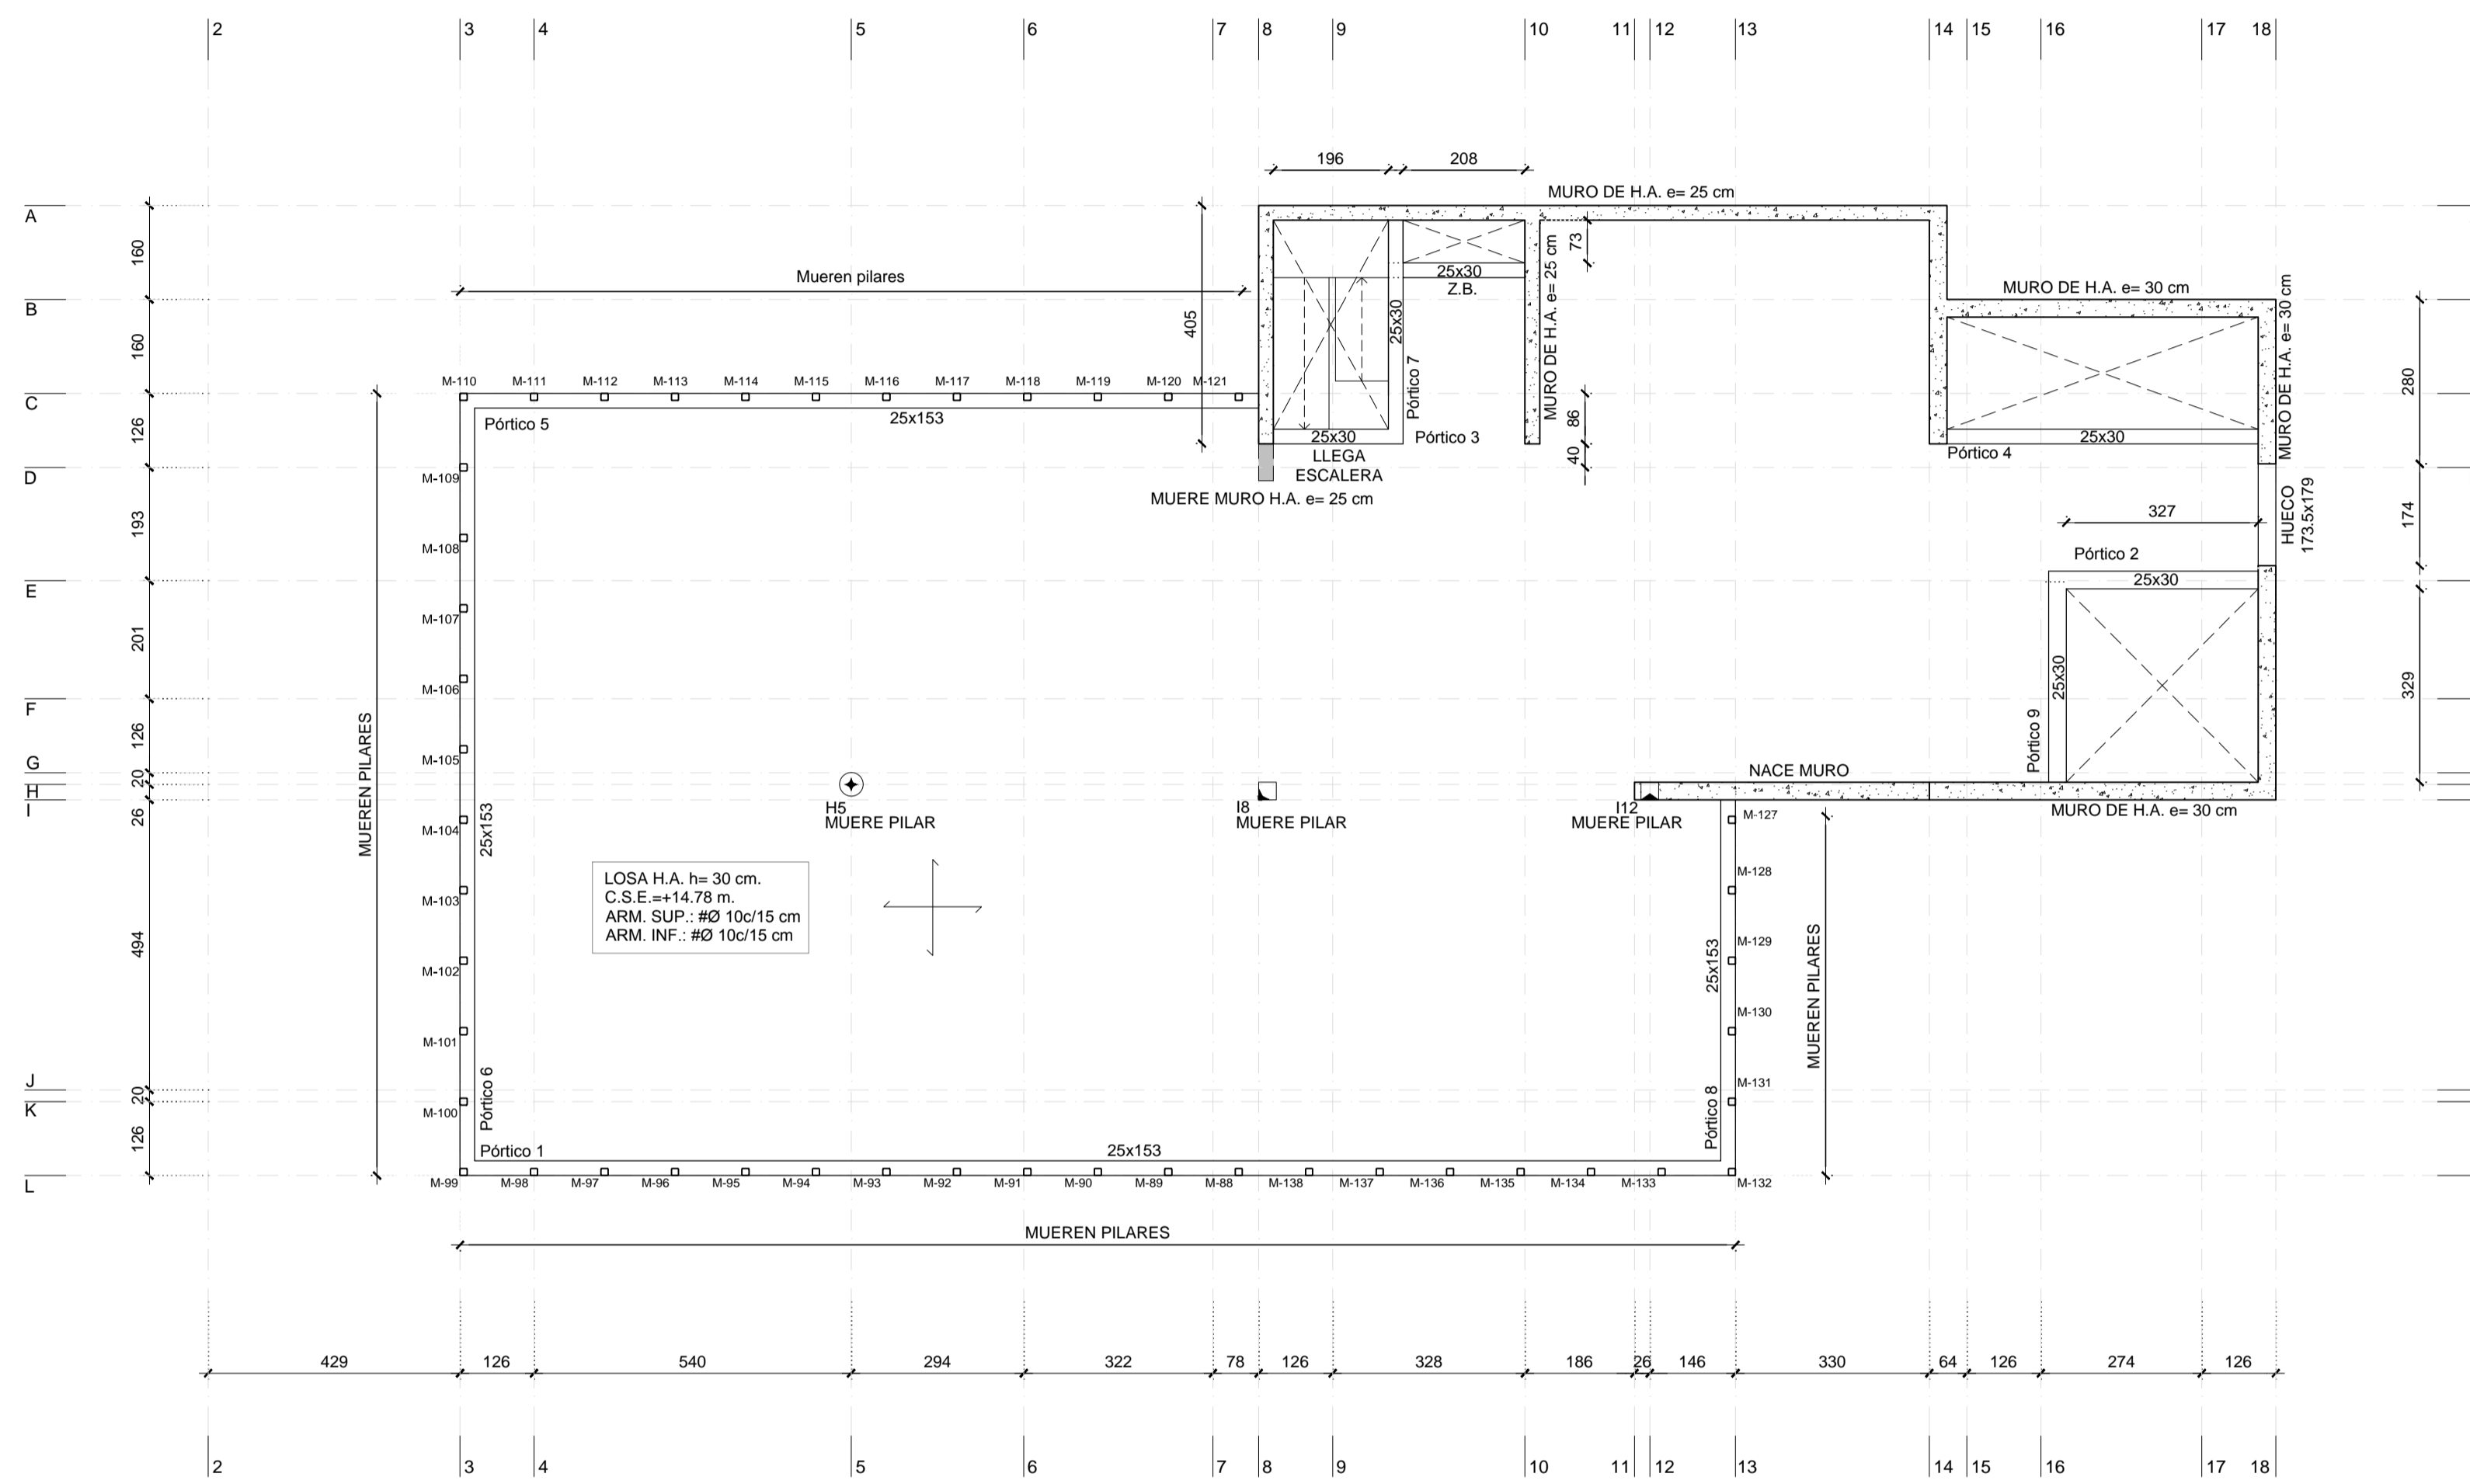 2
3
4
5
6
7
8
9
10
11
12
13
14
15
16
17
18
196
208
MURO DE H.A. e= 25 cm
A
160
73
25x30
Z.B.
MURO DE H.A. e= 25 cm
Mueren pilares
B
MURO DE H.A. e= 30 cm
MURO DE H.A. e= 30 cm
405
25x30
160
Pórtico 7
280
M-110
M-111
M-112
M-113
M-114
M-115
M-116
M-117
M-118
M-119
M-120
M-121
C
86
25x153
Pórtico 5
126
25x30
Pórtico 3
25x30
Pórtico 4
40
LLEGA
ESCALERA
D
M-109
MUERE MURO H.A. e= 25 cm
HUECO
173.5x179
174
327
193
M-108
Pórtico 2
25x30
E
M-107
201
25x30
329
M-106
F
126
Pórtico 9
M-105
G
20
NACE MURO
H
I
26
H5
MUERE PILAR
I8
MUERE PILAR
I12
MUERE PILAR
MURO DE H.A. e= 30 cm
M-127
M-104
MUEREN PILARES
25x153
LOSA H.A. h= 30 cm.
C.S.E.=+14.78 m.
ARM. SUP.: #Ø 10c/15 cm
ARM. INF.: #Ø 10c/15 cm
M-128
M-103
494
M-129
25x153
MUEREN PILARES
M-102
M-130
M-101
M-131
J
20
K
M-100
Pórtico 6
Pórtico 8
126
Pórtico 1
25x153
L
M-99
M-98
M-97
M-96
M-95
M-94
M-93
M-92
M-91
M-90
M-89
M-88
M-138
M-137
M-136
M-135
M-134
M-133
M-132
MUEREN PILARES
429
126
540
294
322
78
126
328
186
26
146
330
64
126
274
126
2
3
4
5
6
7
8
9
10
11
12
13
14
15
16
17
18